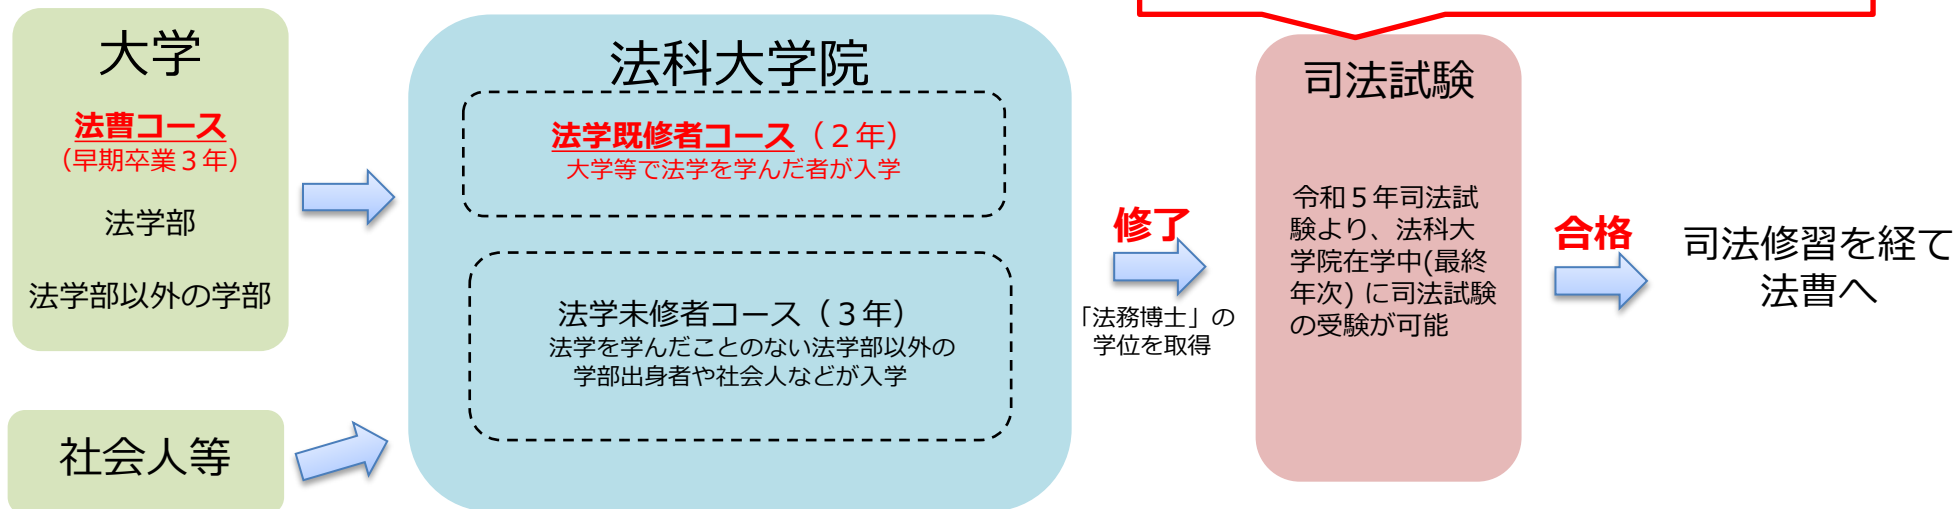 大学
法曹コース
（早期卒業３年）
法学部
法学部以外の学部
社会人等
法科大学院
法学既修者コース（２年）
大学等で法学を学んだ者が入学
法学未修者コース（３年）
法学を学んだことのない法学部以外の
学部出身者や社会人などが入学
修了
「法務博士」の
学位を取得
司法試験
令和５年司法試
験より、法科大
学院在学中(最終
年次) に司法試験
の受験が可能
合格
司法修習を経て
法曹へ